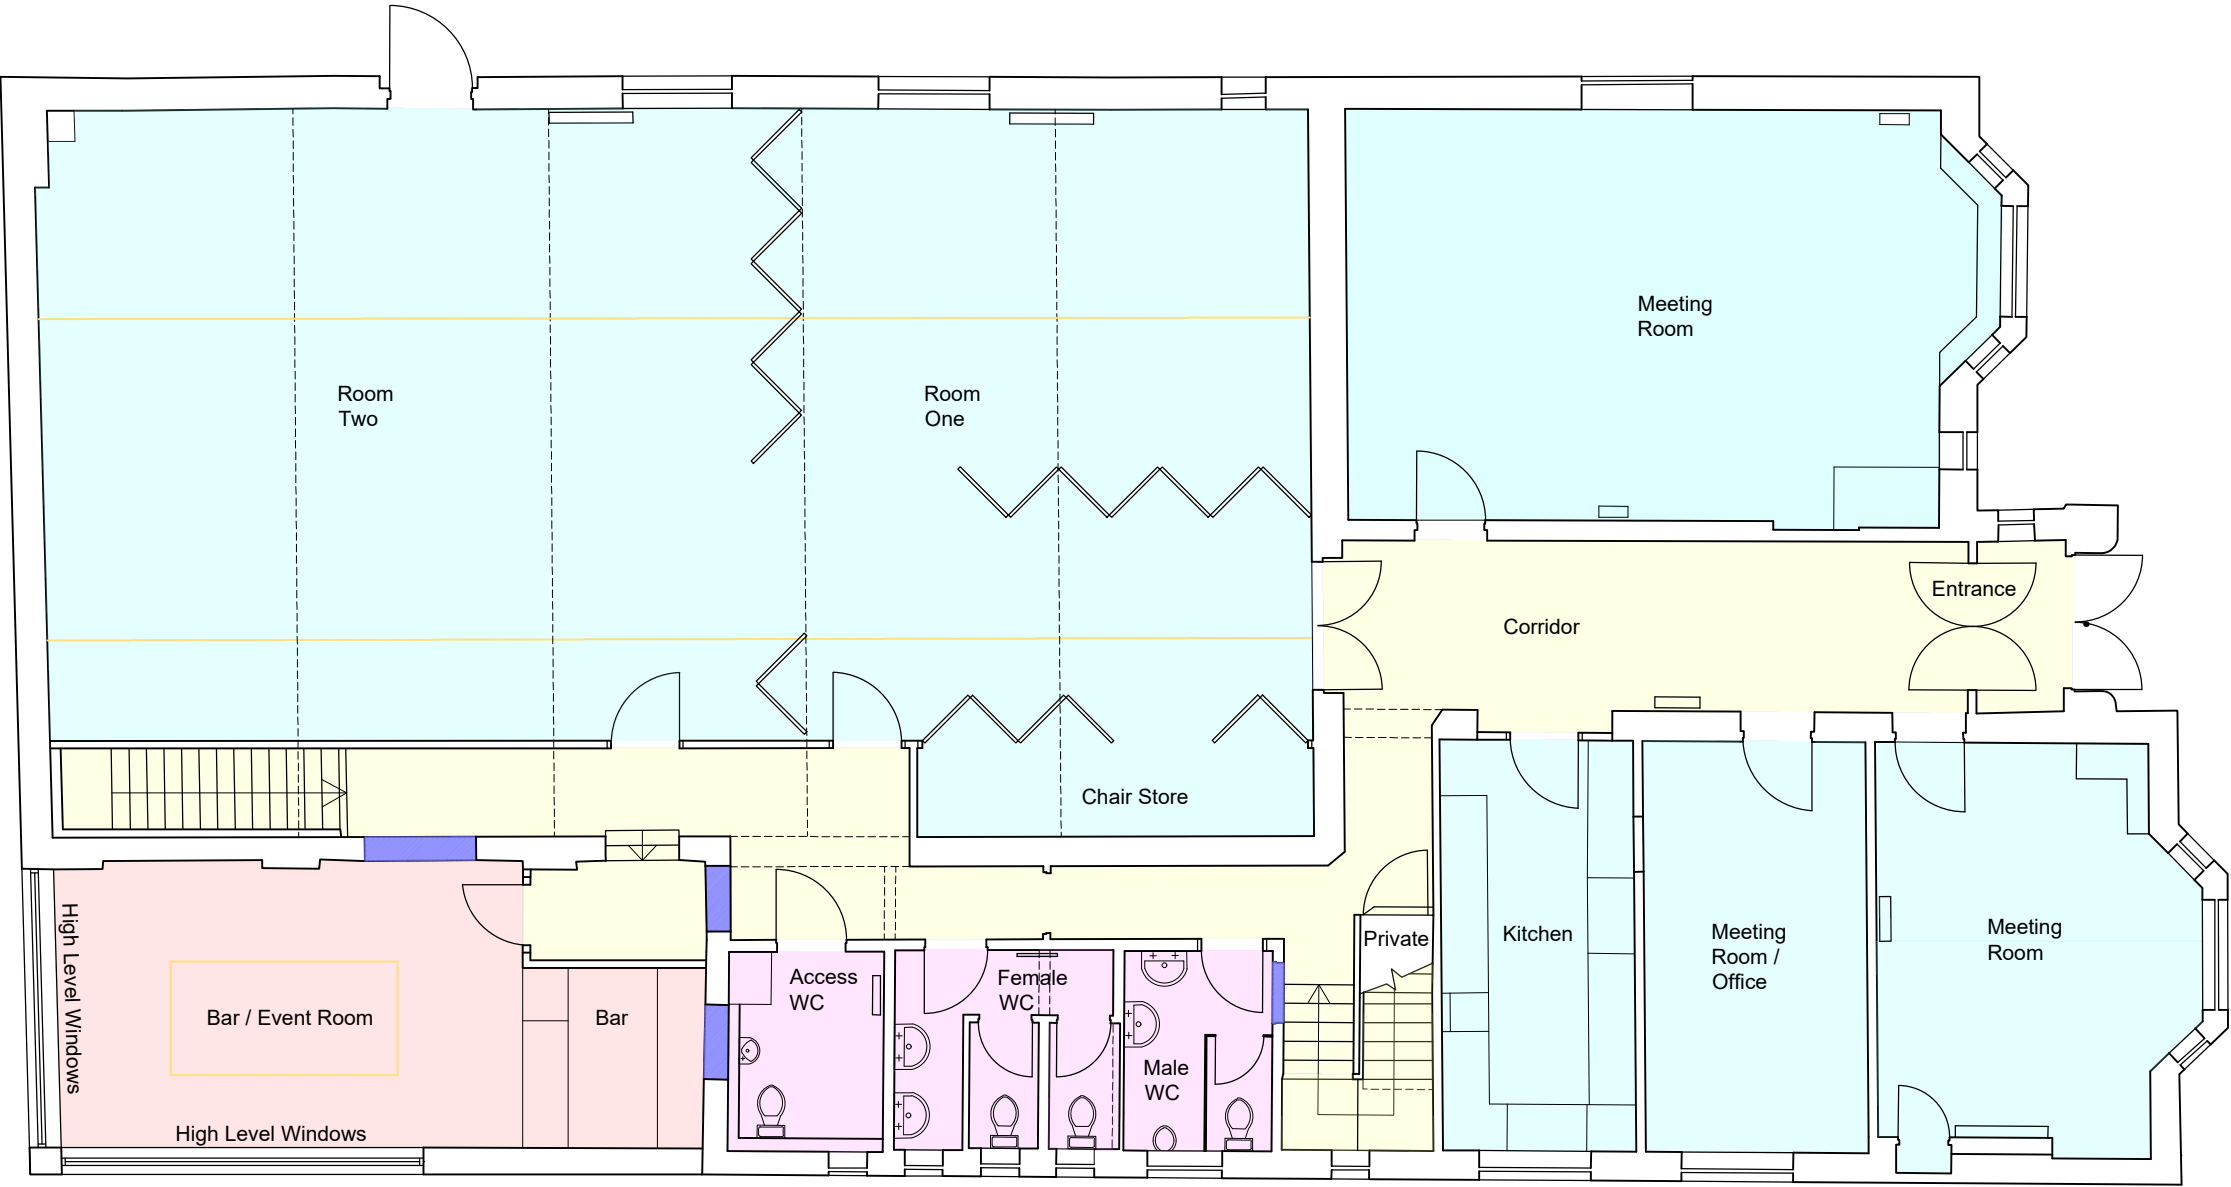 Meeting
Room
Room
Two
Room
One
Entrance
Corridor
Chair Store
High Level Windows
Bar / Event Room
Bar
High Level Windows
Access
WC
Female
WC
Male
WC
Private
Kitchen
Meeting
Room /
Office
Meeting
Room